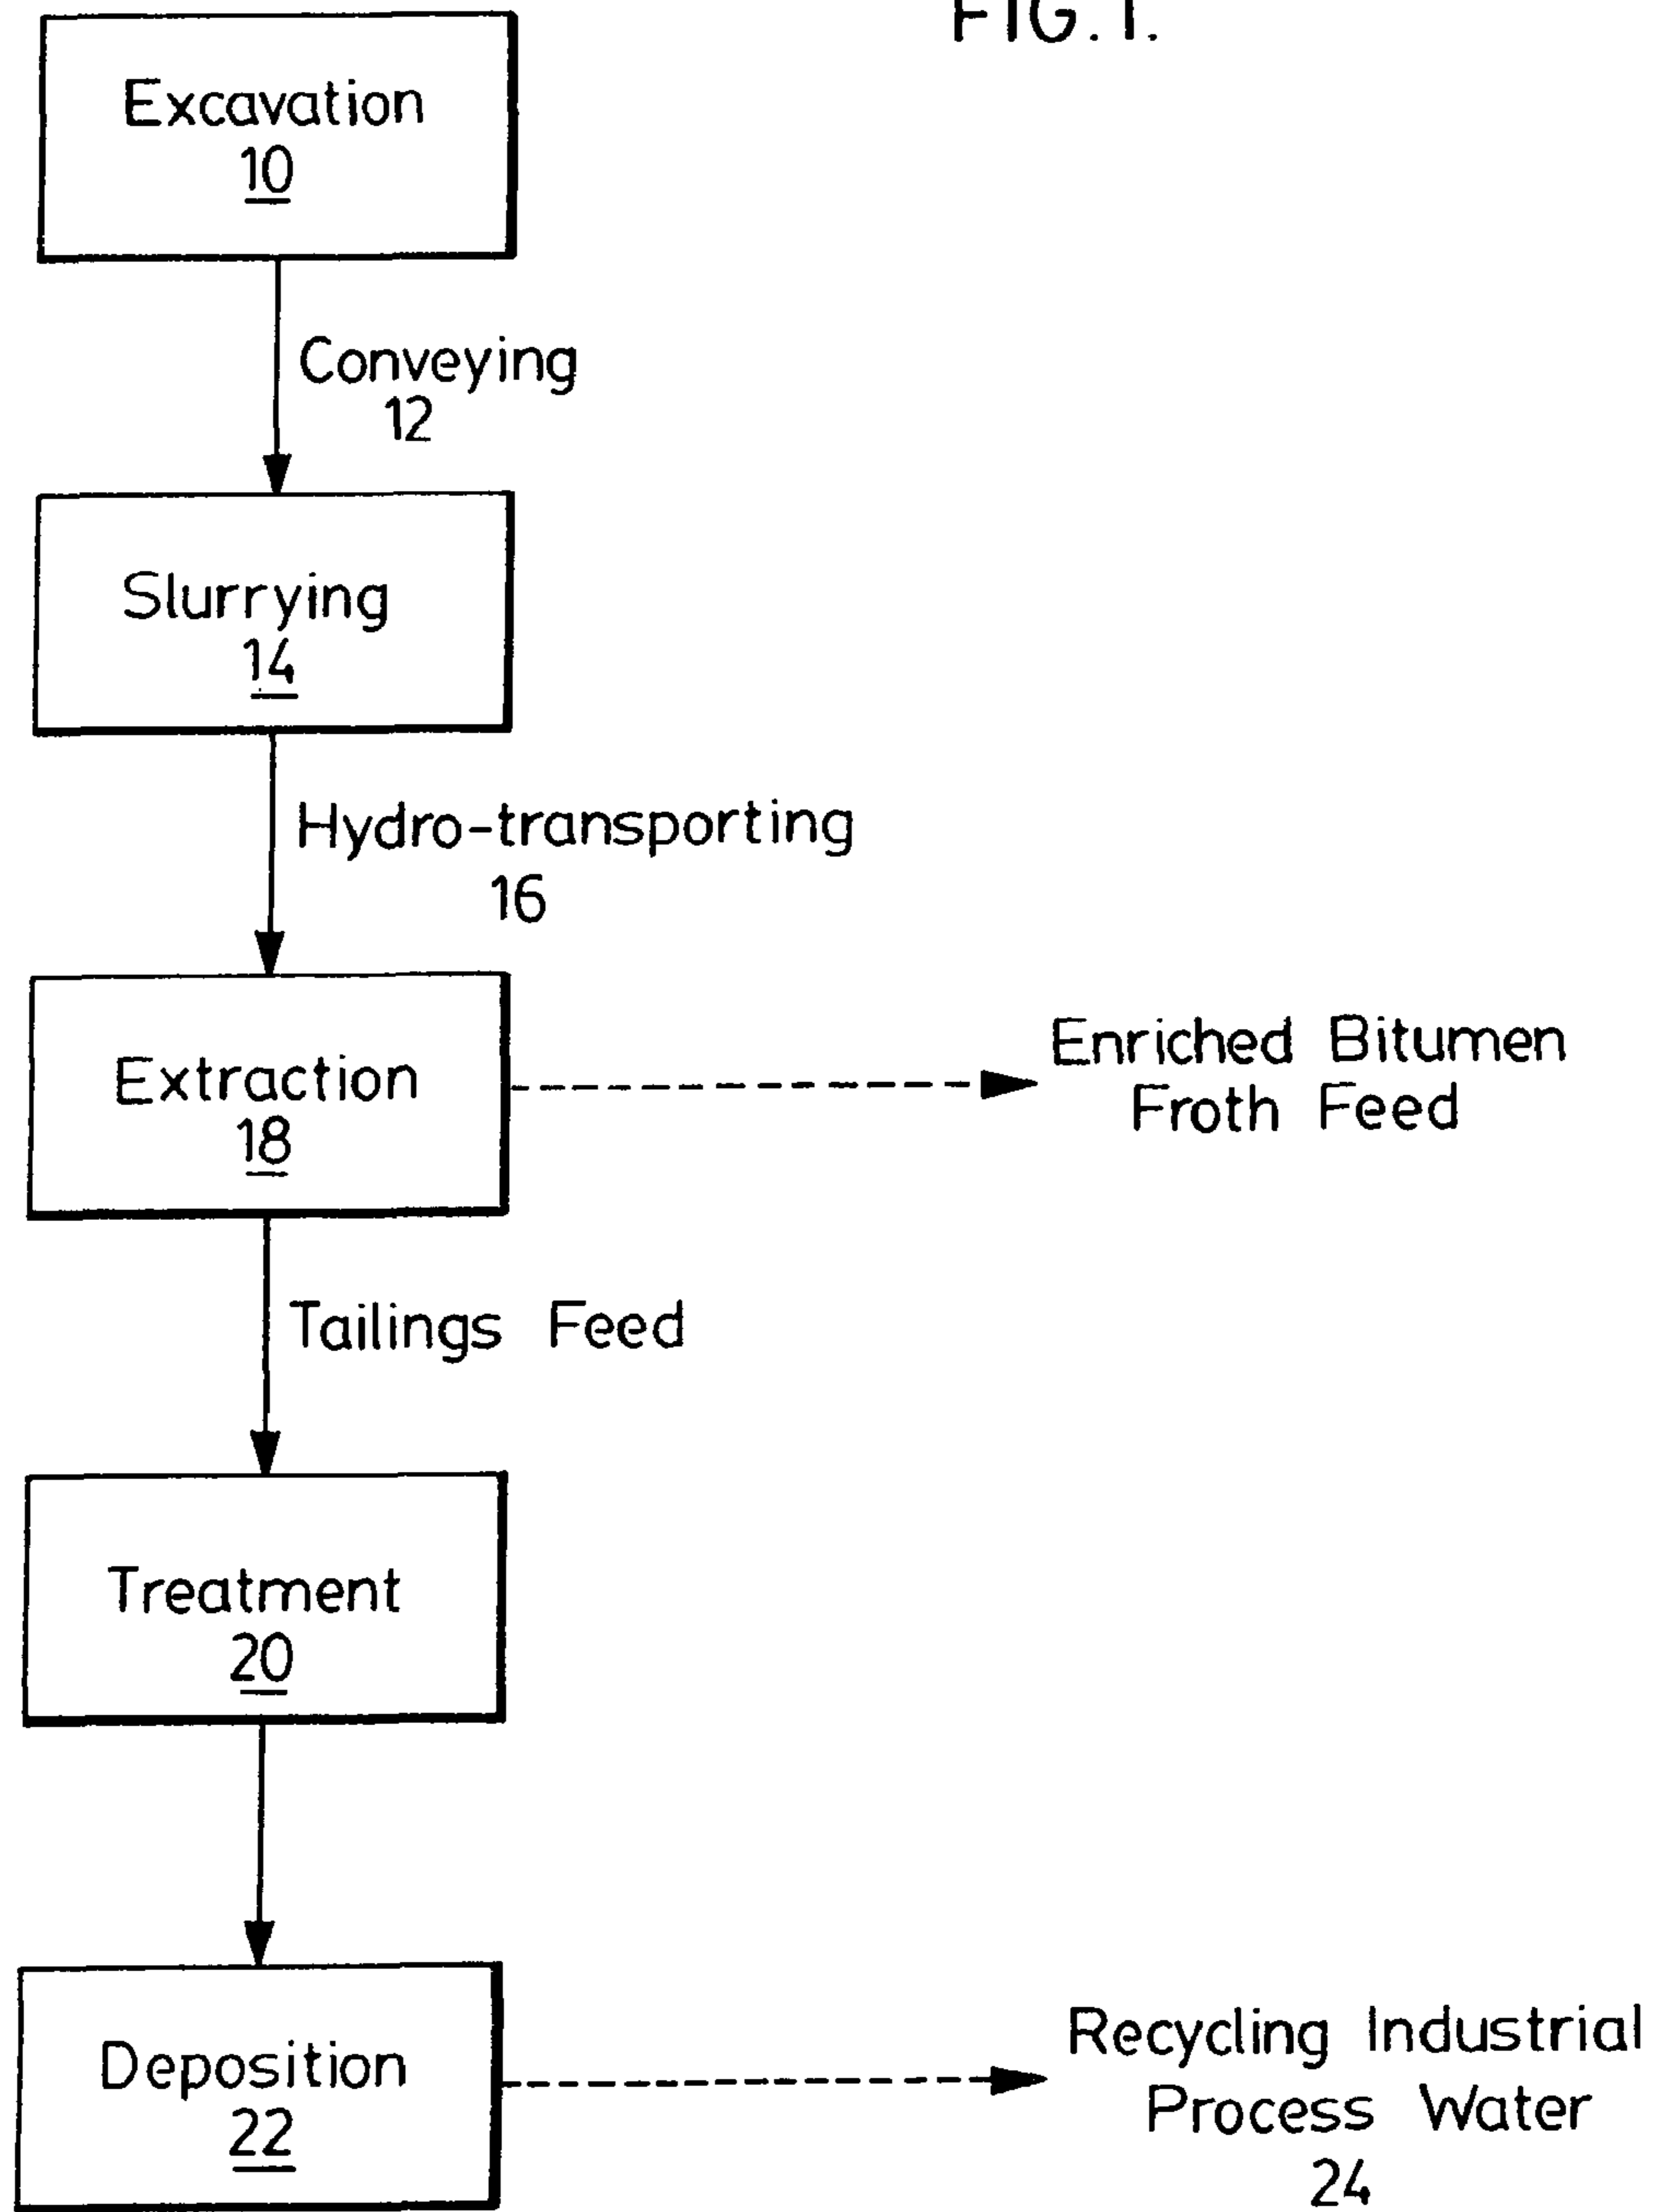 FIG. 1.
Excavation
10
Conveying
12
Slurrying
14
Hydro-transporting
16
Extraction
18
Enriched Bitumen
Froth Feed
Tailings Feed
Treatment
20
Deposition
22
Recycling Industrial
Process Water
24